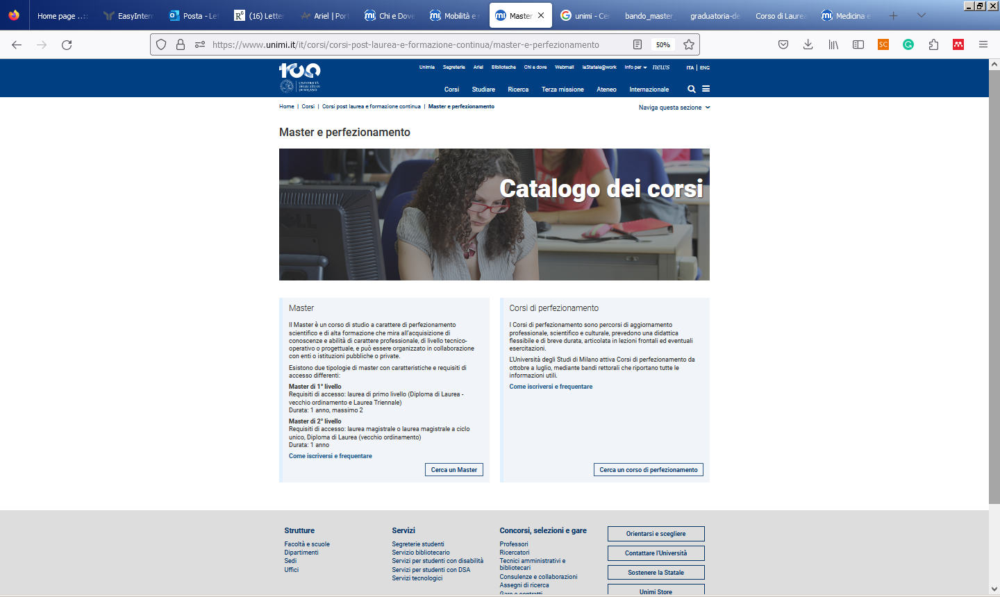 Home page ..::
EasyInterr
Posta - Let
(16) Letter
Ariel | Port
Chi e Dove
Mobilità e r
Master
unimi - Cer
bando_master_
graduatoria-de
Corso di Laurea
Medicina e
https://www.unimi.it/it/corsi/corsi-post-laurea-e-formazione-continua/master-e-perfezionamento
50%
100
UNIVERSITÀ
DEGLI STUDI
DI MILANO
Unimia
Segreterie
Ariel
Biblioteche
Chi e dove
Webmail
laStatale@work
Info per
news
ITA | ENG
Corsi
Studiare
Ricerca
Terza missione
Ateneo
Internazionale
Home | Corsi | Corsi post laurea e formazione continua | Master e perfezionamento
Naviga questa sezione
Master e perfezionamento
Catalogo dei corsi
Master
Il Master è un corso di studio a carattere di perfezionamento
scientifico e di alta formazione che mira all'acquisizione di
conoscenze e abilità di carattere professionale, di livello tecnico-
operativo o progettuale, e può essere organizzato in collaborazione
con enti o istituzioni pubbliche o private.
Esistono due tipologie di master con caratteristiche e requisiti di
accesso differenti:
Master di 1° livello
Requisiti di accesso: laurea di primo livello (Diploma di Laurea -
vecchio ordinamento e Laurea Triennale)
Durata: 1 anno, massimo 2
Master di 2° livello
Requisiti di accesso: laurea magistrale o laurea magistrale a ciclo
unico, Diploma di Laurea (vecchio ordinamento)
Durata: 1 anno
Come iscriversi e frequentare
Cerca un Master
Corsi di perfezionamento
I Corsi di perfezionamento sono percorsi di aggiornamento
professionale, scientifico e culturale, prevedono una didattica
flessibile e di breve durata, articolata in lezioni frontali ed eventuali
esercitazioni.
L'Università degli Studi di Milano attiva Corsi di perfezionamento da
ottobre a luglio, mediante bandi rettorali che riportano tutte le
informazioni utili.
Come iscriversi e frequentare
Cerca un corso di perfezionamento
Strutture
Facoltà e scuole
Dipartimenti
Sedi
Uffici
Servizi
Segreterie studenti
Servizio bibliotecario
Servizi per studenti con disabilità
Servizi per studenti con DSA
Servizi tecnologici
Concorsi, selezioni e gare
Professori
Ricercatori
Tecnici amministrativi e
bibliotecari
Consulenze e collaborazioni
Assegni di ricerca
Gare e contratti
Orientarsi e scegliere
Contattare l'Università
Sostenere la Statale
Unimi Store